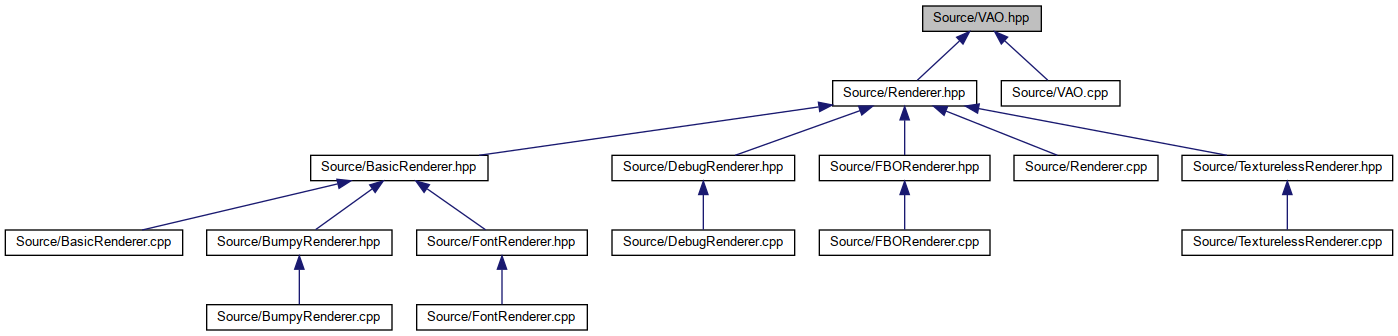 Source/VAO.hpp
Source/Renderer.hpp
Source/VAO.cpp
Source/BasicRenderer.hpp
Source/DebugRenderer.hpp
Source/FBORenderer.hpp
Source/Renderer.cpp
Source/TexturelessRenderer.hpp
Source/BasicRenderer.cpp
Source/BumpyRenderer.hpp
Source/FontRenderer.hpp
Source/DebugRenderer.cpp
Source/FBORenderer.cpp
Source/TexturelessRenderer.cpp
Source/BumpyRenderer.cpp
Source/FontRenderer.cpp